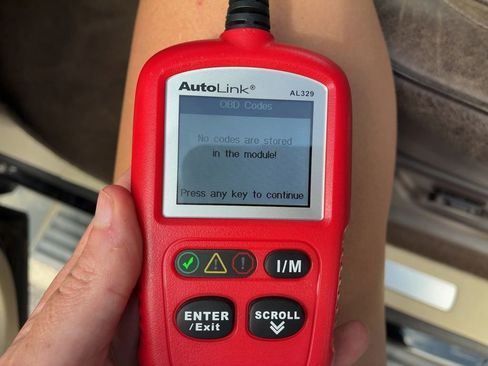 AutoLink®
AL329
OBD Codes
No codes are stored
in the module!
Press any key to continue
I/M
ENTER
/Exit
SCROLL